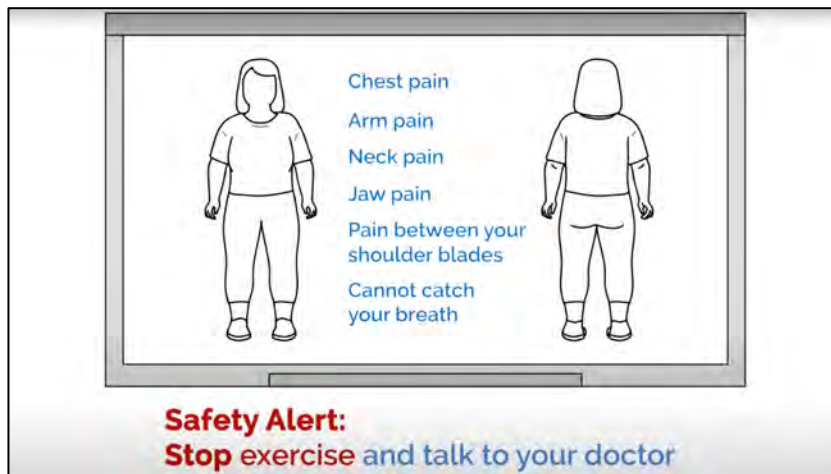 Chest pain
Arm pain
Neck pain
Jaw pain
Pain between your
shoulder blades
Cannot catch
your breath
Safety Alert:
Stop exercise and talk to your doctor